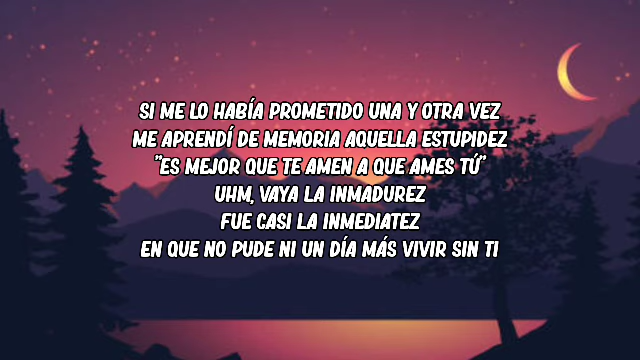 SI ME LO HABÍA PROMETIDO UNA Y OTRA VEZ
ME APRENDÍ DE MEMORIA AQUELLA ESTUPIDEZ
"ES MEJOR QUE TE AMEN A QUE AMES TÚ"
UHM, VAYA LA INMADUREZ
FUE CASI LA INMEDIATEZ
EN QUE NO PUDE NI UN DÍA MÁS VIVIR SIN TI